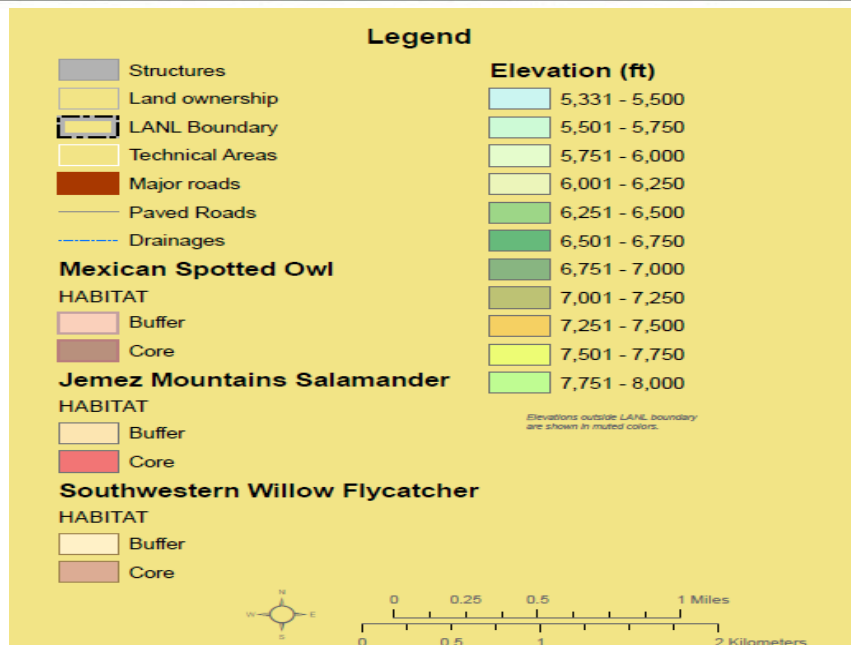 Legend
Structures
Land ownership
LANL Boundary
Technical Areas
Major roads
Paved Roads
Drainages
Mexican Spotted Owl
HABITAT
Buffer
Core
Jemez Mountains Salamander
HABITAT
Buffer
Core
Southwestern Willow Flycatcher
HABITAT
Buffer
Core
Elevation (ft)
5,331 - 5,500
5,501 - 5,750
5,751 - 6,000
6,001 - 6,250
6,251 - 6,500
6,501 - 6,750
6,751 - 7,000
7,001 - 7,250
7,251 - 7,500
7,501 - 7,750
7,751 - 8,000
Elevations outside LANL boundary
are shown in muted colors.
N
W E
S
0 0.25 0.5 1 Miles
0 0.5 1 2 Kilometers